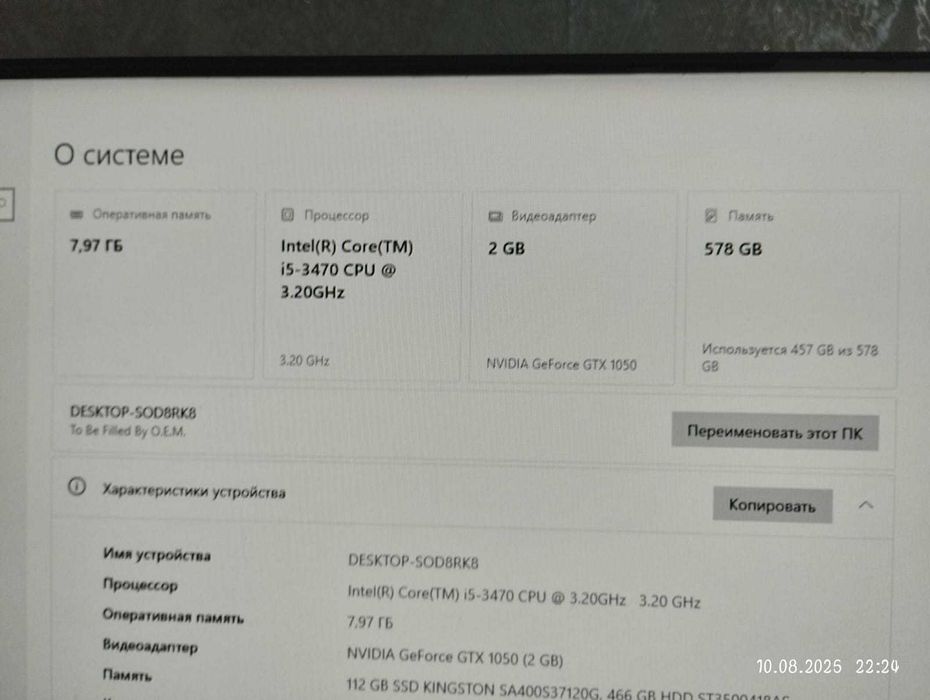 О системе
Оперативная память
7,97 ГБ
Процессор
Intel(R) Core(TM)
i5-3470 CPU @
3.20GHz
3.20 GHz
Видеоадаптер
2 GB
NVIDIA GeForce GTX 1050
Память
578 GB
Используется 457 GB из 578
GB
DESKTOP-SOD8RK8
To Be Filled By O.E.M.
Переименовать этот ПК
Характеристики устройства
Копировать
Имя устройства
DESKTOP-SOD8RK8
Процессор
Intel(R) Core(TM) i5-3470 CPU @ 3.20GHz 3.20 GHz
Оперативная память
7,97 ГБ
Видеоадаптер
NVIDIA GeForce GTX 1050 (2 GB)
Память
112 GB SSD KINGSTON SA400S37120G, 466 GB HDD
10.08.2025 22:24